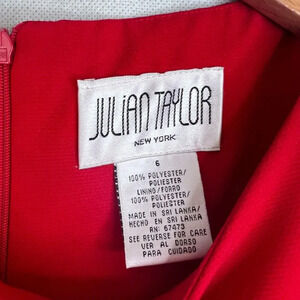 JULIAN TAYLOR
NEW YORK
6
100% POLYESTER/
POLIESTER
LINING/FORRO
100% POLYESTER/
POLIESTER
MADE IN SRI LANKA/
HECHO EN SRI LANKA
RN: 67473
SEE REVERSE FOR CARE
VER AL DORSO
PARA CUIDADO